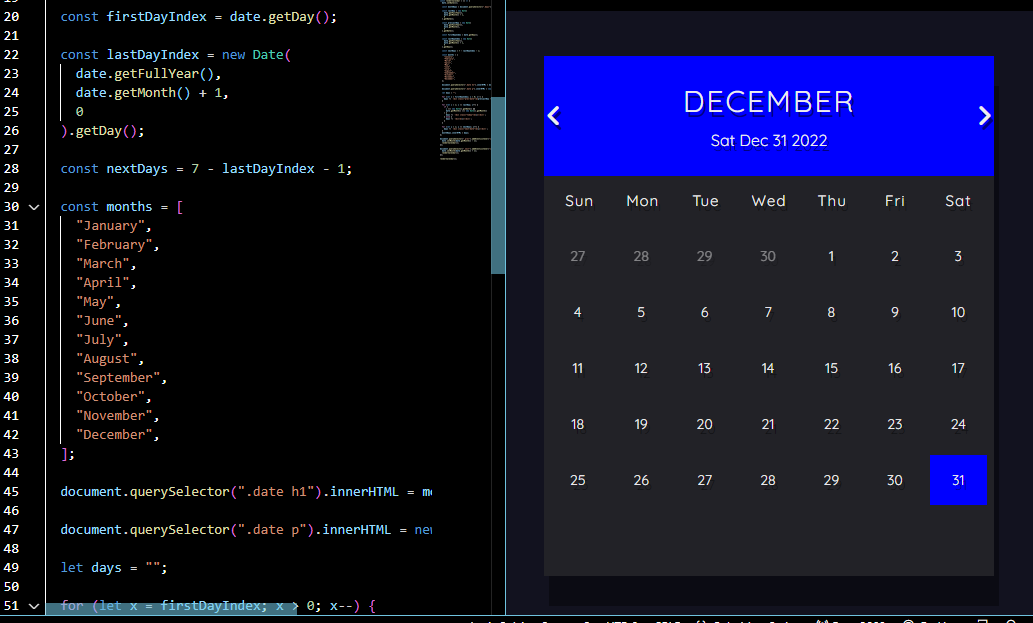 20 const firstDayIndex = date.getDay();
21
22 const lastDayIndex = new Date(
23 date.getFullYear(),
24 date.getMonth() + 1,
25 0
26 ).getDay();
27
28 const nextDays = 7 - lastDayIndex - 1;
29
30 const months = [
31 "January",
32 "February",
33 "March",
34 "April",
35 "May",
36 "June",
37 "July",
38 "August",
39 "September",
40 "October",
41 "November",
42 "December",
43 ];
44
45 document.querySelector(".date h1").innerHTML =
46
47 document.querySelector(".date p").innerHTML = new
48
49 let days = "";
50
51 for (let x = firstDayIndex; x > 0; x--) {
DECEMBER
Sat Dec 31 2022
Sun Mon Tue Wed Thu Fri Sat
27 28 29 30 1 2 3
4 5 6 7 8 9 10
11 12 13 14 15 16 17
18 19 20 21 22 23 24
25 26 27 28 29 30 31